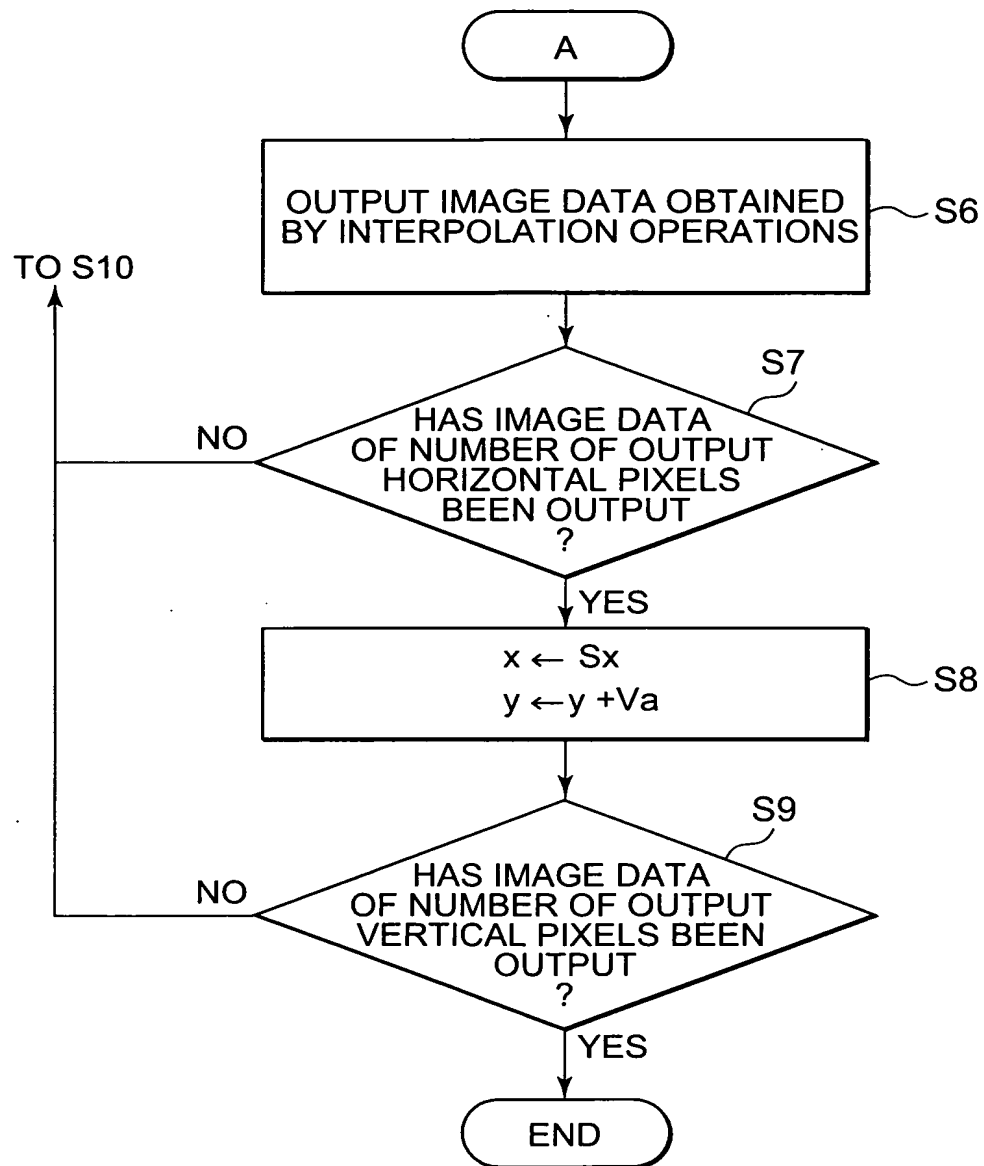 A
OUTPUT IMAGE DATA OBTAINED
BY INTERPOLATION OPERATIONS
S6
TO S10
S7
HAS IMAGE DATA
OF NUMBER OF OUTPUT
HORIZONTAL PIXELS
BEEN OUTPUT
?
NO
YES
x ← Sx
y ← y +Va
S8
S9
HAS IMAGE DATA
OF NUMBER OF OUTPUT
VERTICAL PIXELS BEEN
OUTPUT
?
NO
YES
END